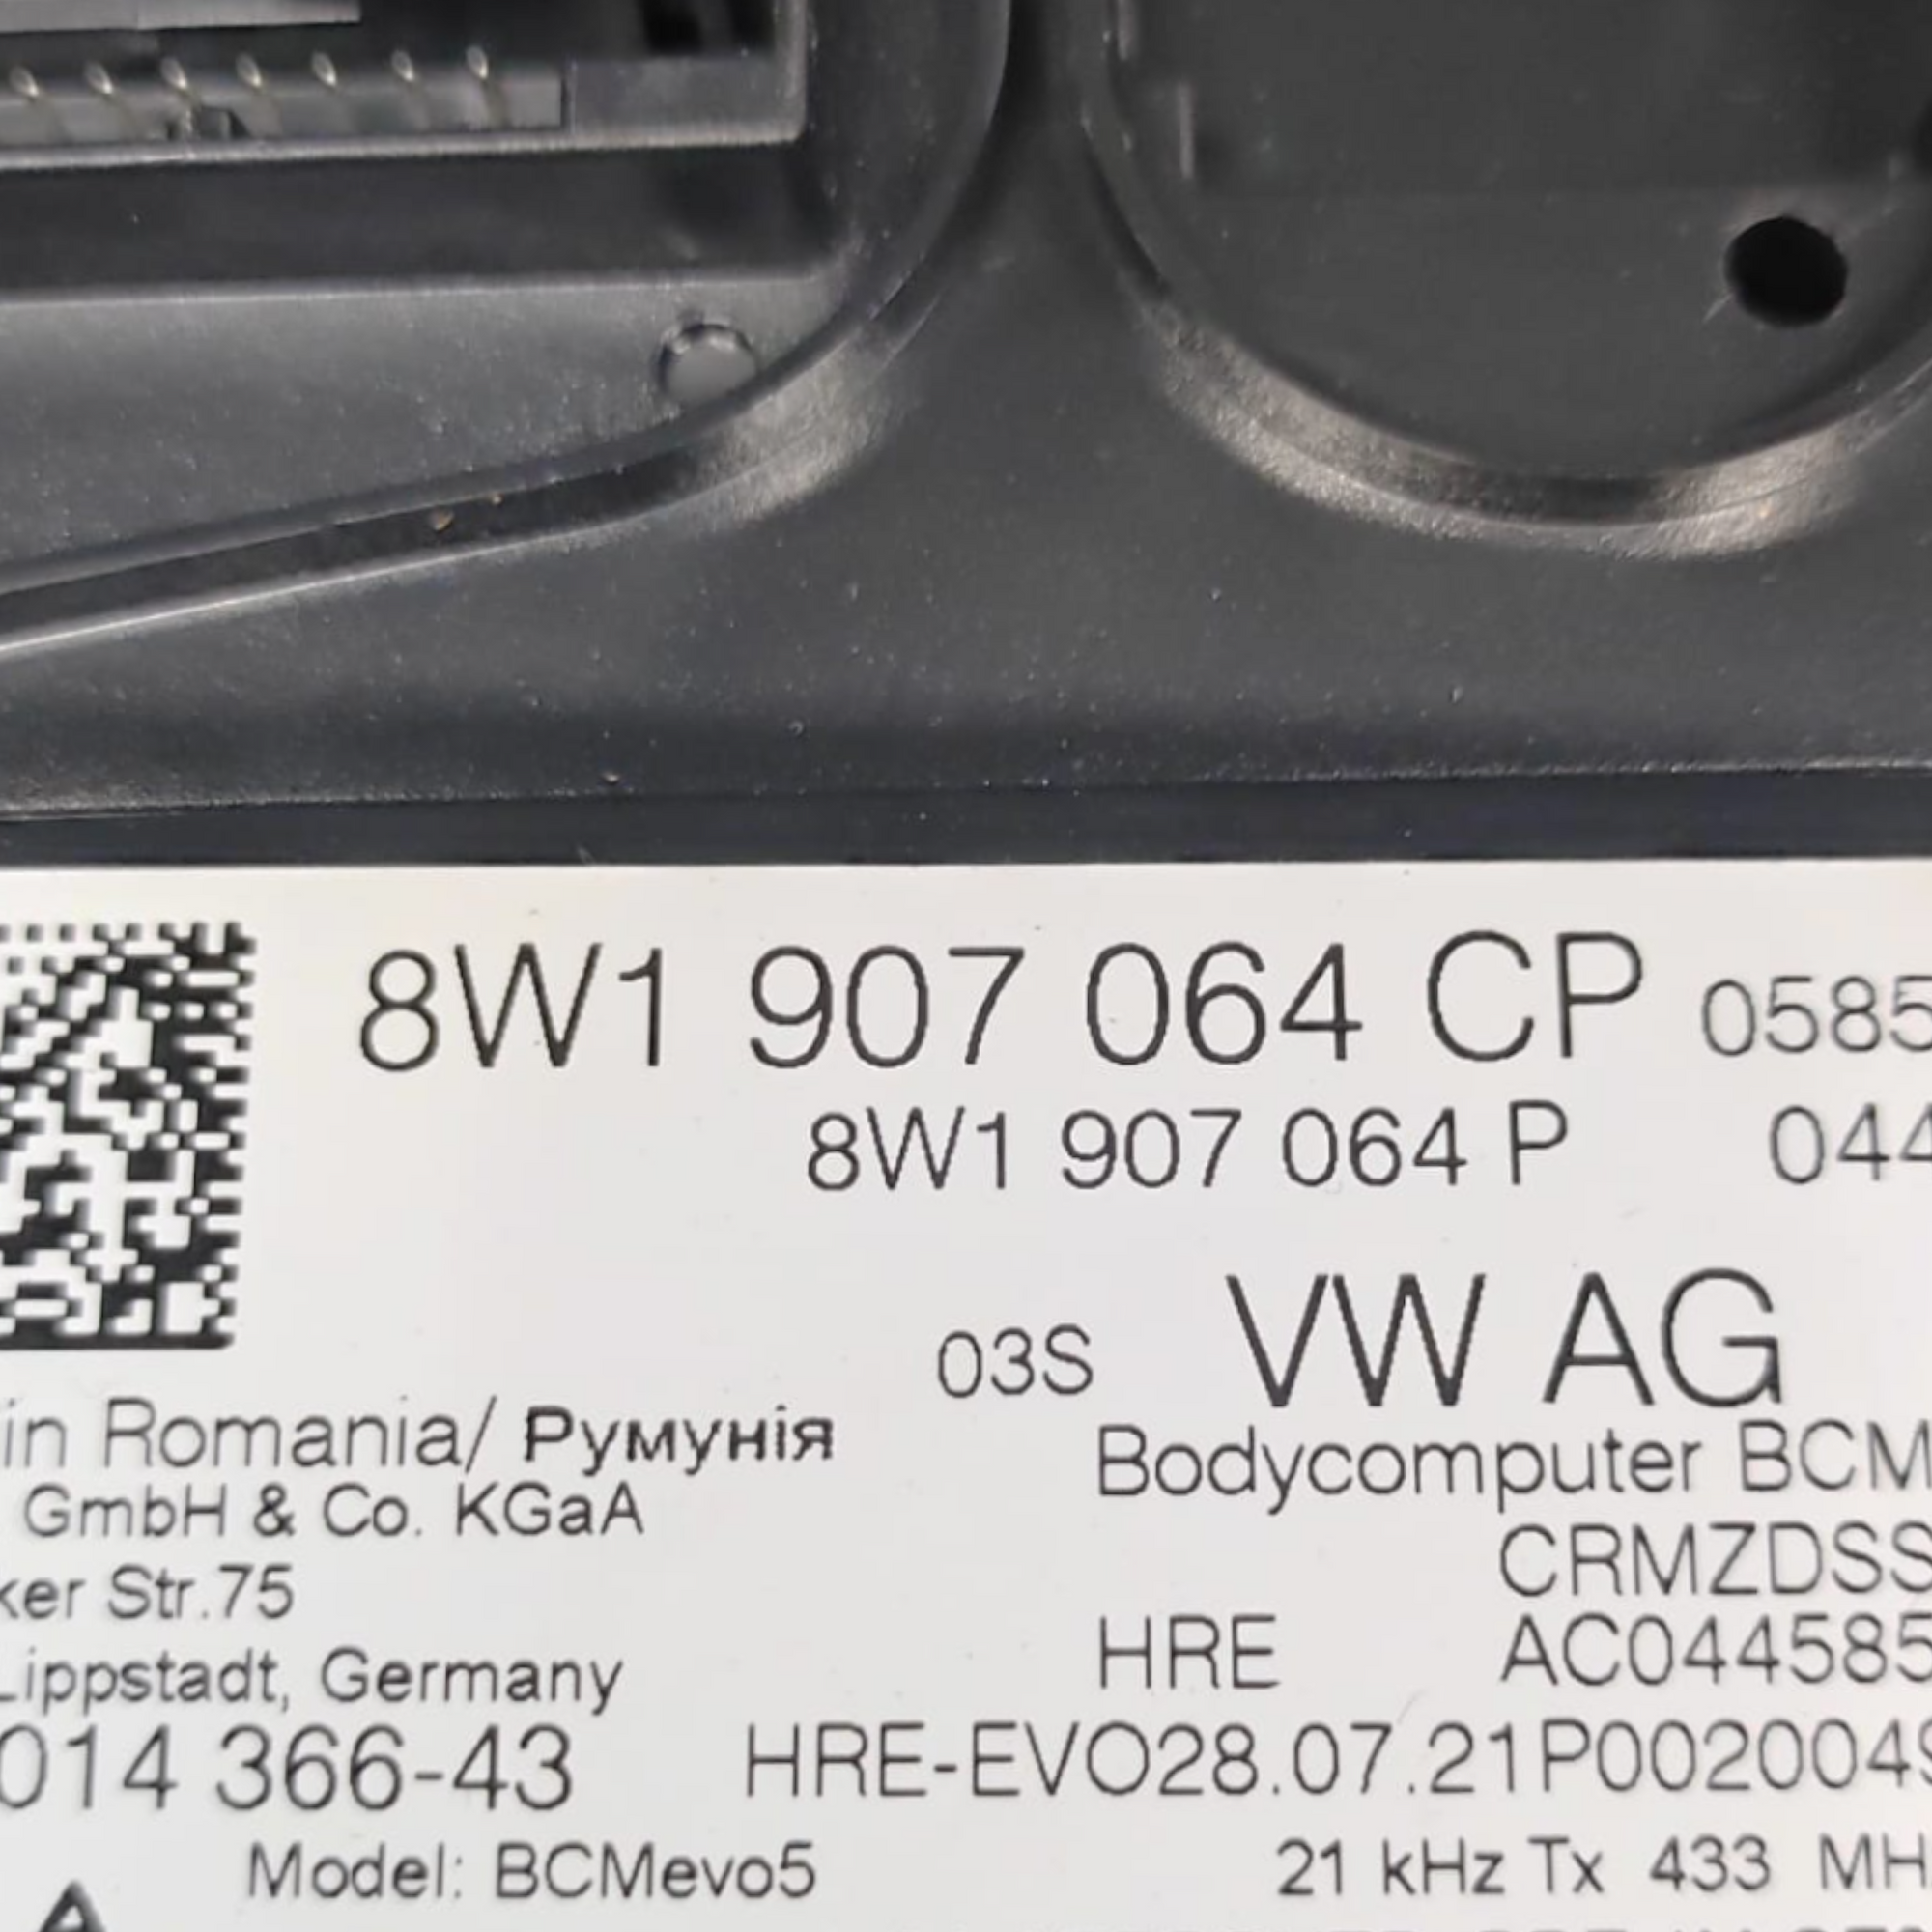 8W1 907 064 CP 0585
8W1 907 064 P 044
03S VW AG
in Romania/ Румунія
Bodycomputer BCM
GmbH & Co. KGaA
CRMZDSS
ker Str.75
HRE AC044585
Lippstadt, Germany
014 366-43 HRE-EVO28.07.21P002004
Model: BCMevo5 21 kHz Tx 433 MH